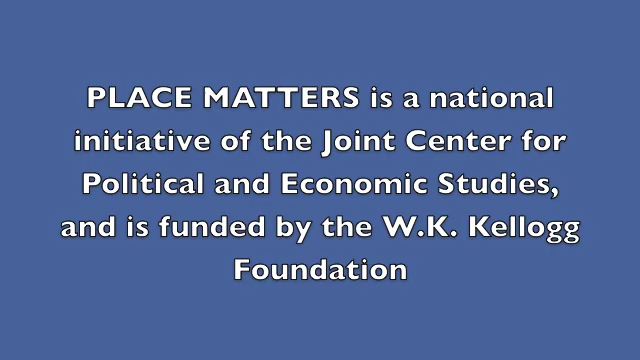 PLACE MATTERS is a national
initiative of the Joint Center for
Political and Economic Studies,
and is funded by the W.K. Kellogg
Foundation